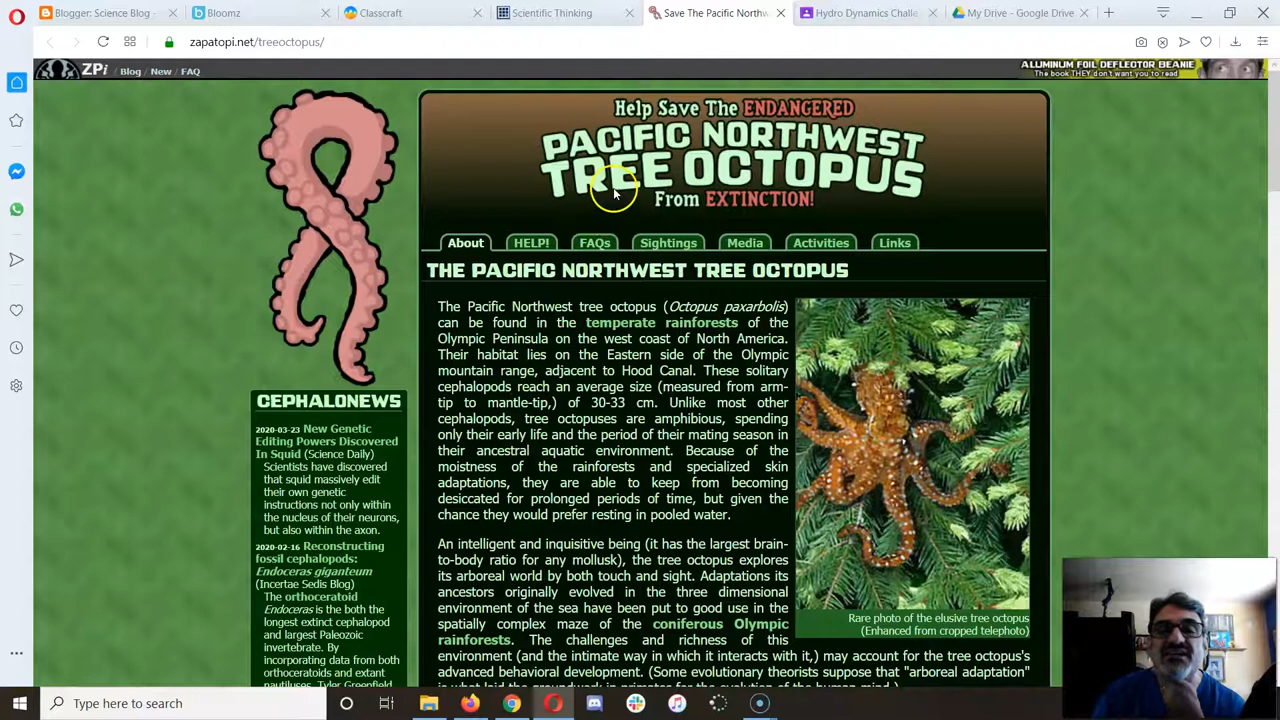 Blogger: Science Blog -
Bloomz
Classcraft
Scientific Thinking
Save The Pacific Northw
Hydro Dynamics Challe
My Drive - Google Drive
zapatopi.net/treeoctopus/
ZPi / Blog / New / FAQ
ALUMINUM FOIL DEFLECTOR BEANIE
The book THEY don't want you to read
Help Save The ENDANGERED
PACIFIC NORTHWEST
TREE OCTOPUS
From EXTINCTION!
About HELP! FAQs Sightings Media Activities Links
THE PACIFIC NORTHWEST TREE OCTOPUS
The Pacific Northwest tree octopus (Octopus paxarbolis)
can be found in the temperate rainforests of the
Olympic Peninsula on the west coast of North America.
Their habitat lies on the Eastern side of the Olympic
mountain range, adjacent to Hood Canal. These solitary
cephalopods reach an average size (measured from arm-
tip to mantle-tip,) of 30-33 cm. Unlike most other
cephalopods, tree octopuses are amphibious, spending
only their early life and the period of their mating season in
their ancestral aquatic environment. Because of the
moistness of the rainforests and specialized skin
adaptations, they are able to keep from becoming
desiccated for prolonged periods of time, but given the
chance they would prefer resting in pooled water.
An intelligent and inquisitive being (it has the largest brain-
to-body ratio for any mollusk), the tree octopus explores
its arboreal world by both touch and sight. Adaptations its
ancestors originally evolved in the three dimensional
environment of the sea have been put to good use in the
spatially complex maze of the coniferous Olympic
rainforests. The challenges and richness of this
environment (and the intimate way in which it interacts with it,) may account for the tree octopus's
advanced behavioral development. (Some evolutionary theorists suppose that "arboreal adaptation"
is what laid the groundwork in primates for the evolution of the human mind.)
Rare photo of the elusive tree octopus
(Enhanced from cropped telephoto)
CEPHALONEWS
2020-03-23 New Genetic
Editing Powers Discovered
In Squid (Science Daily)
Scientists have discovered
that squid massively edit
their own genetic
instructions not only within
the nucleus of their neurons,
but also within the axon.
2020-02-16 Reconstructing
fossil cephalopods:
Endoceras giganteum
(Incertae Sedis Blog)
The orthoceratoid
Endoceras is the both the
longest extinct cephalopod
and largest Paleozoic
invertebrate. By
incorporating data from both
orthoceratoids and extant
nautiluses, Tyler Greenfield
Type here to search